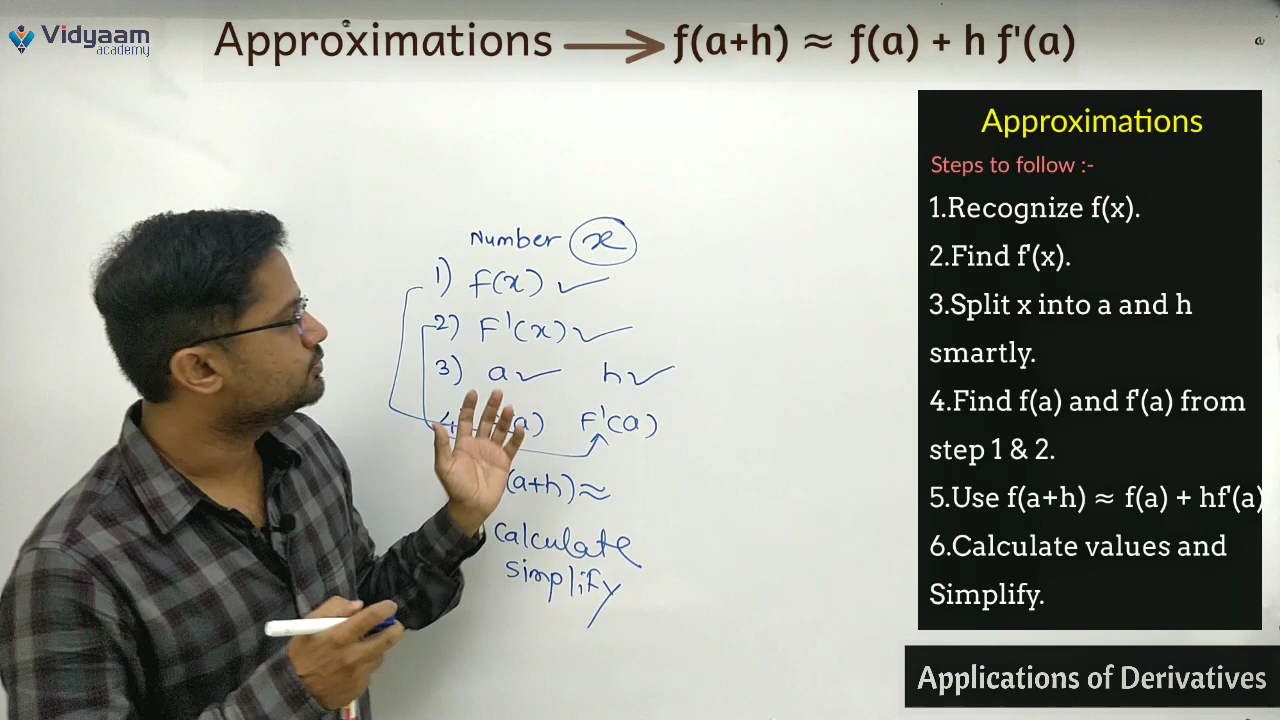 Vidyaam
academy
Approximations → f(a+h) ≈ f(a) + h f'(a)
Number x
1) f(x) ✓
2) F'(x) ✓
3) a ✓ h ✓
a) F'(a)
(a+h) ≈
Calculate
simplify
Approximations
Steps to follow :-
1.Recognize f(x).
2.Find f'(x).
3.Split x into a and h
smartly.
4.Find f(a) and f'(a) from
step 1 & 2.
5.Use f(a+h) ≈ f(a) + hf'(a)
6.Calculate values and
Simplify.
Applications of Derivatives